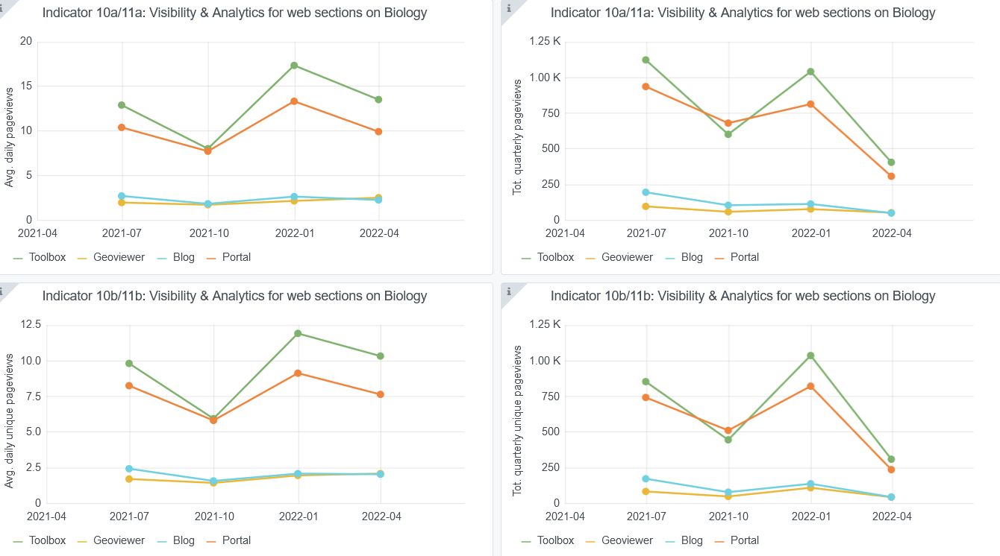 Indicator 10a/11a: Visibility & Analytics for web sections on Biology
Avg. daily pageviews
20
15
10
5
0
2021-04 2021-07 2021-10 2022-01 2022-04
Toolbox Geoviewer Blog Portal
i
Indicator 10a/11a: Visibility & Analytics for web sections on Biology
Tot. quarterly pageviews
1.25 K
1.00 K
750
500
250
0
2021-04 2021-07 2021-10 2022-01 2022-04
Toolbox Geoviewer Blog Portal
Indicator 10b/11b: Visibility & Analytics for web sections on Biology
Avg. daily unique pageviews
12.5
10.0
7.5
5.0
2.5
0
2021-04 2021-07 2021-10 2022-01 2022-04
Toolbox Geoviewer Blog Portal
i
Indicator 10b/11b: Visibility & Analytics for web sections on Biology
Tot. quarterly unique pageviews
1.25 K
1.00 K
750
500
250
0
2021-04 2021-07 2021-10 2022-01 2022-04
Toolbox Geoviewer Blog Portal